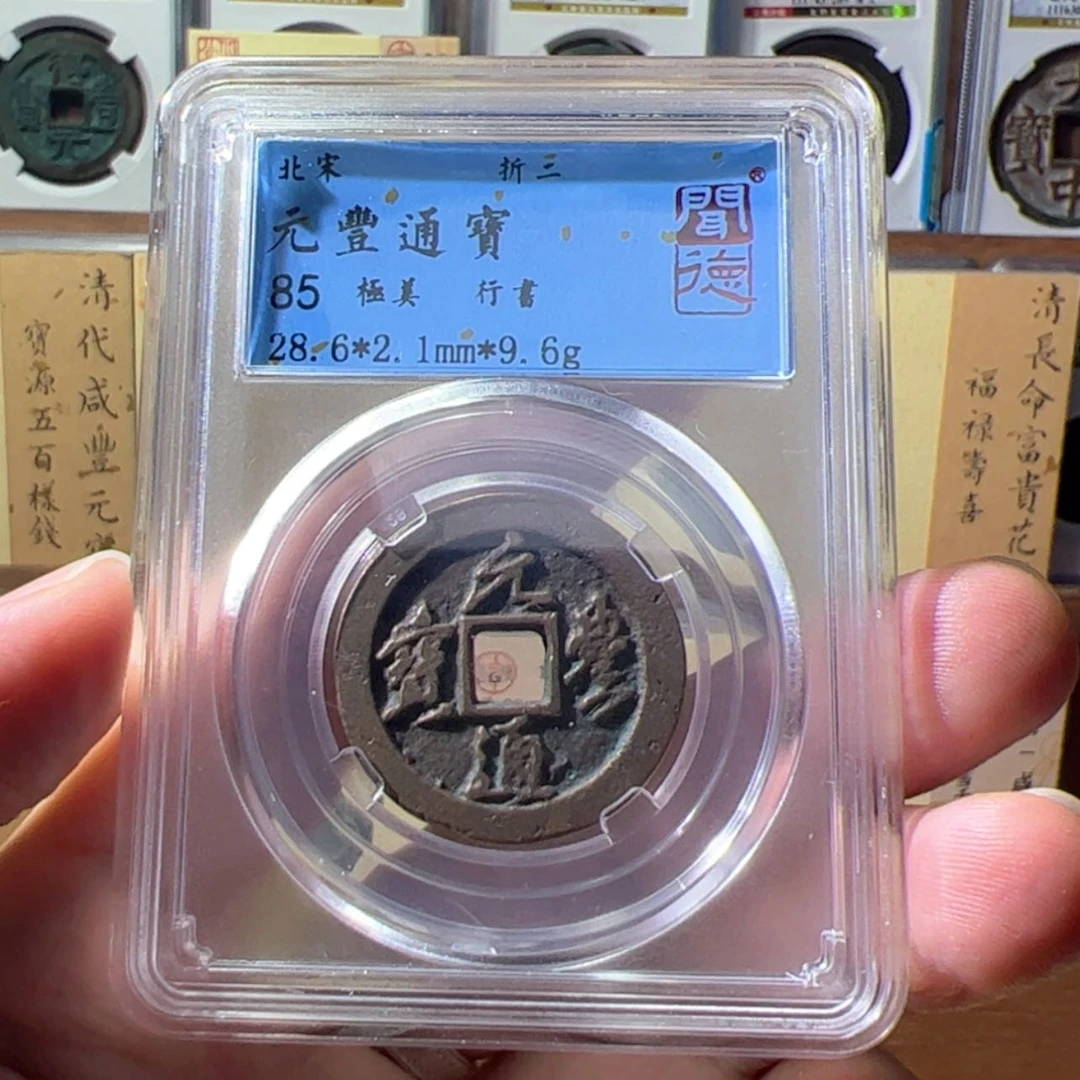 北宋 折三
元豐通寶
85 極美 行書
28.6*2.1mm*9.6g
聞德
®
元豐通寶
清代咸豐元寶
寶源五百樣錢
清長命富貴花
福祿壽喜